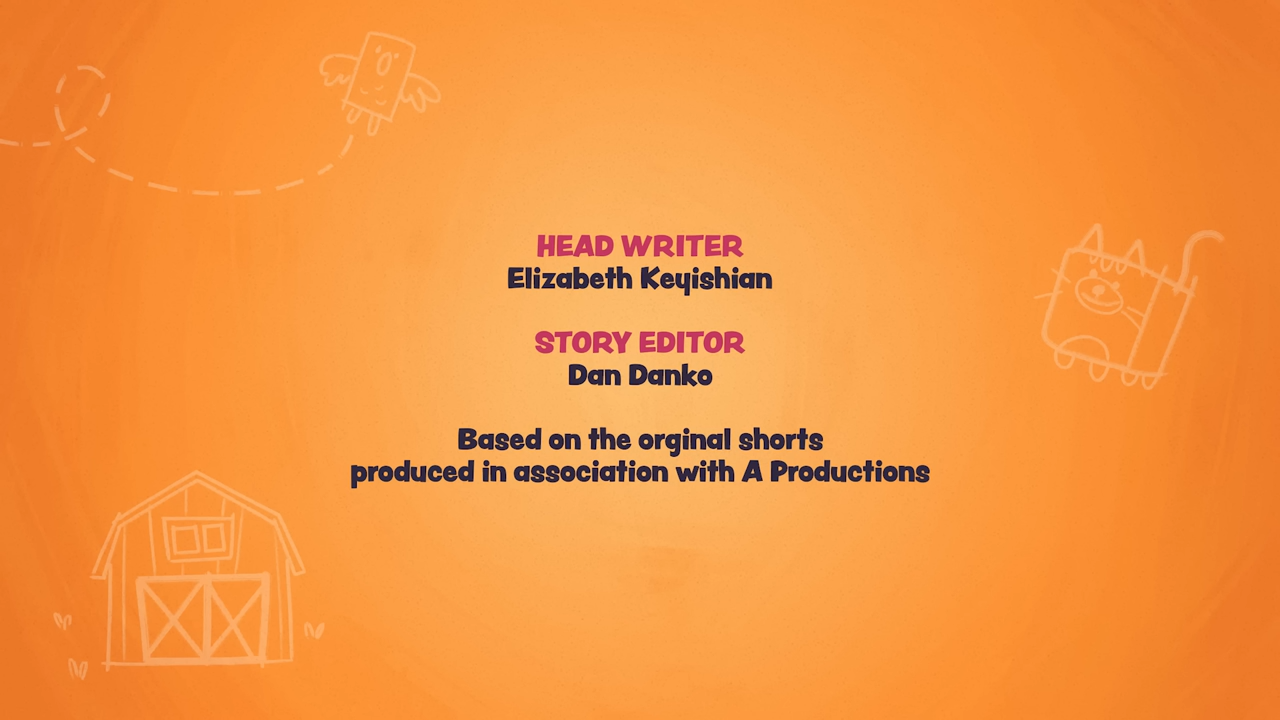 HEAD WRITER
Elizabeth Keyishian
STORY EDITOR
Dan Danko
Based on the orginal shorts
produced in association with A Productions